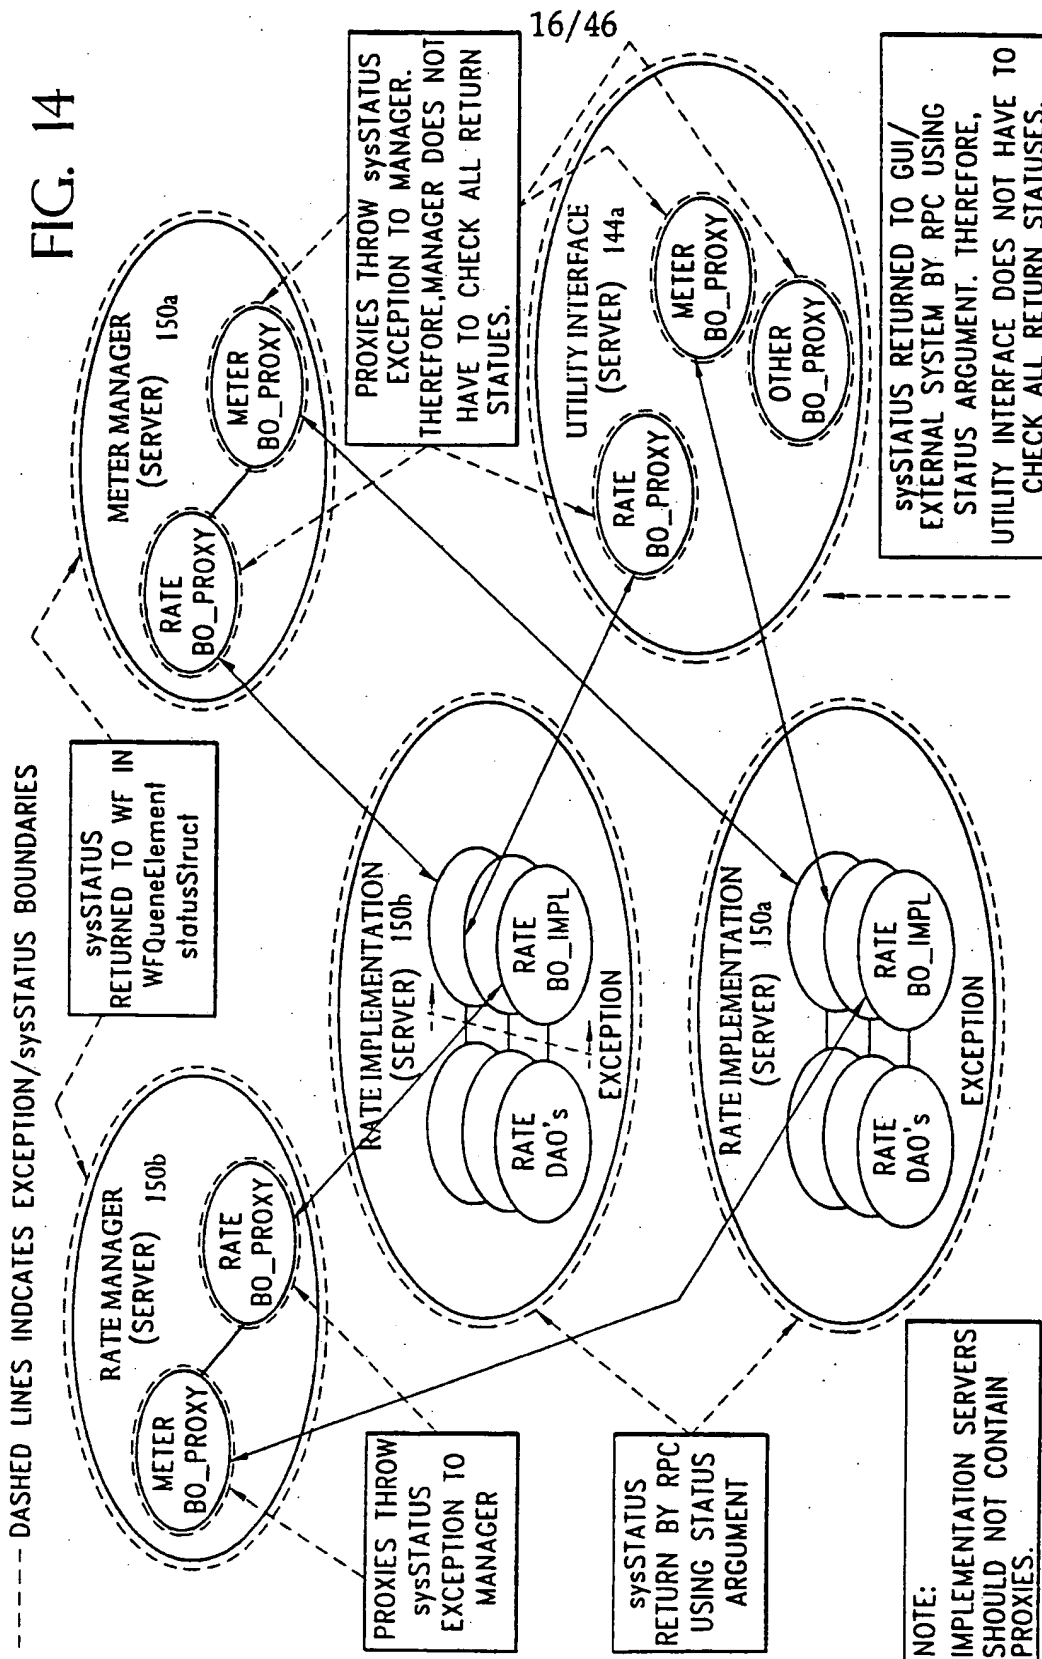 16/46
FIG. 14
---- DASHED LINES INDCATES EXCEPTION/sysSTATUS BOUNDARIES
RATE MANAGER
(SERVER) 150b
METER
BO_PROXY
RATE
BO_PROXY
sysSTATUS
RETURNED TO WF IN
WFQueneElement
statusStruct
METER MANAGER
(SERVER) 150a
RATE
BO_PROXY
METER
BO_PROXY
PROXIES THROW
sysSTATUS
EXCEPTION TO
MANAGER
RATE IMPLEMENTATION
(SERVER) 150b
RATE
DAO's
RATE
BO_IMPL
EXCEPTION
PROXIES THROW sysSTATUS
EXCEPTION TO MANAGER.
THEREFORE,MANAGER DOES NOT
HAVE TO CHECK ALL RETURN
STATUES.
sysSTATUS
RETURN BY RPC
USING STATUS
ARGUMENT
RATE IMPLEMENTATION
(SERVER) 150a
RATE
DAO's
RATE
BO_IMPL
EXCEPTION
UTILITY INTERFACE
(SERVER) 144a
RATE
BO_PROXY
METER
BO_PROXY
OTHER
BO_PROXY
NOTE:
IMPLEMENTATION SERVERS
SHOULD NOT CONTAIN
PROXIES.
sysSTATUS RETURNED TO GUI/
EXTERNAL SYSTEM BY RPC USING
STATUS ARGUMENT. THEREFORE,
UTILITY INTERFACE DOES NOT HAVE TO
CHECK ALL RETURN STATUSES.